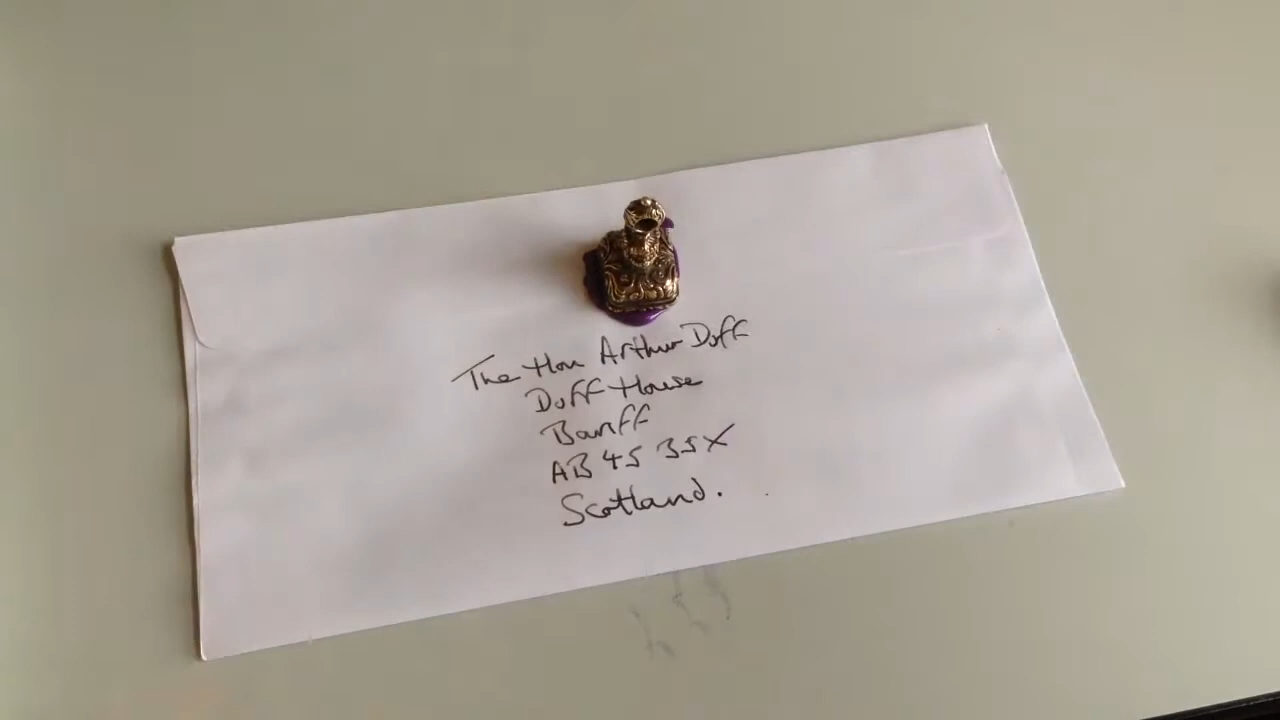 The Hon Arthur Duff
Duff House
Banff
AB45 3SX
Scotland.